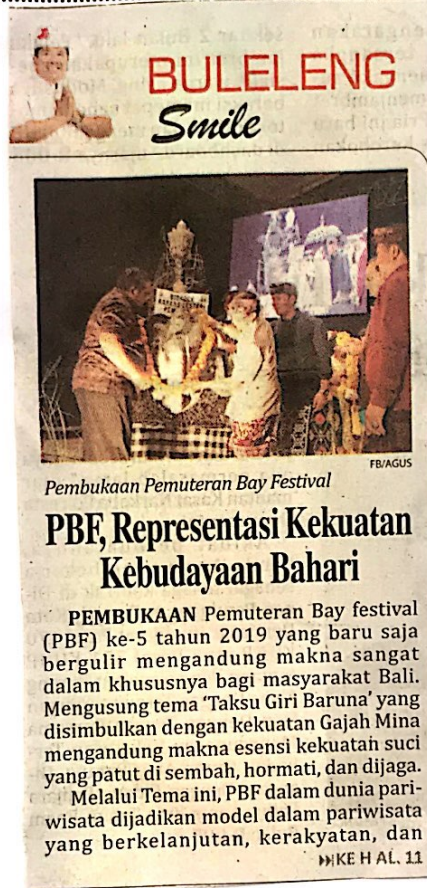 BULELENG
Smile
FB/AGUS
Pembukaan Pemuteran Bay Festival
PBF, Representasi Kekuatan
Kebudayaan Bahari
PEMBUKAAN Pemuteran Bay festival
(PBF) ke-5 tahun 2019 yang baru saja
bergulir mengandung makna sangat
dalam khususnya bagi masyarakat Bali.
Mengusung tema ‘Taksu Giri Baruna’ yang
disimbulkan dengan kekuatan Gajah Mina
mengandung makna esensi kekuatan suci
yang patut di sembah, hormati, dan dijaga.
Melalui Tema ini, PBF dalam dunia pari-
wisata dijadikan model dalam pariwisata
yang berkelanjutan, kerakyatan, dan
KE HAL. 11